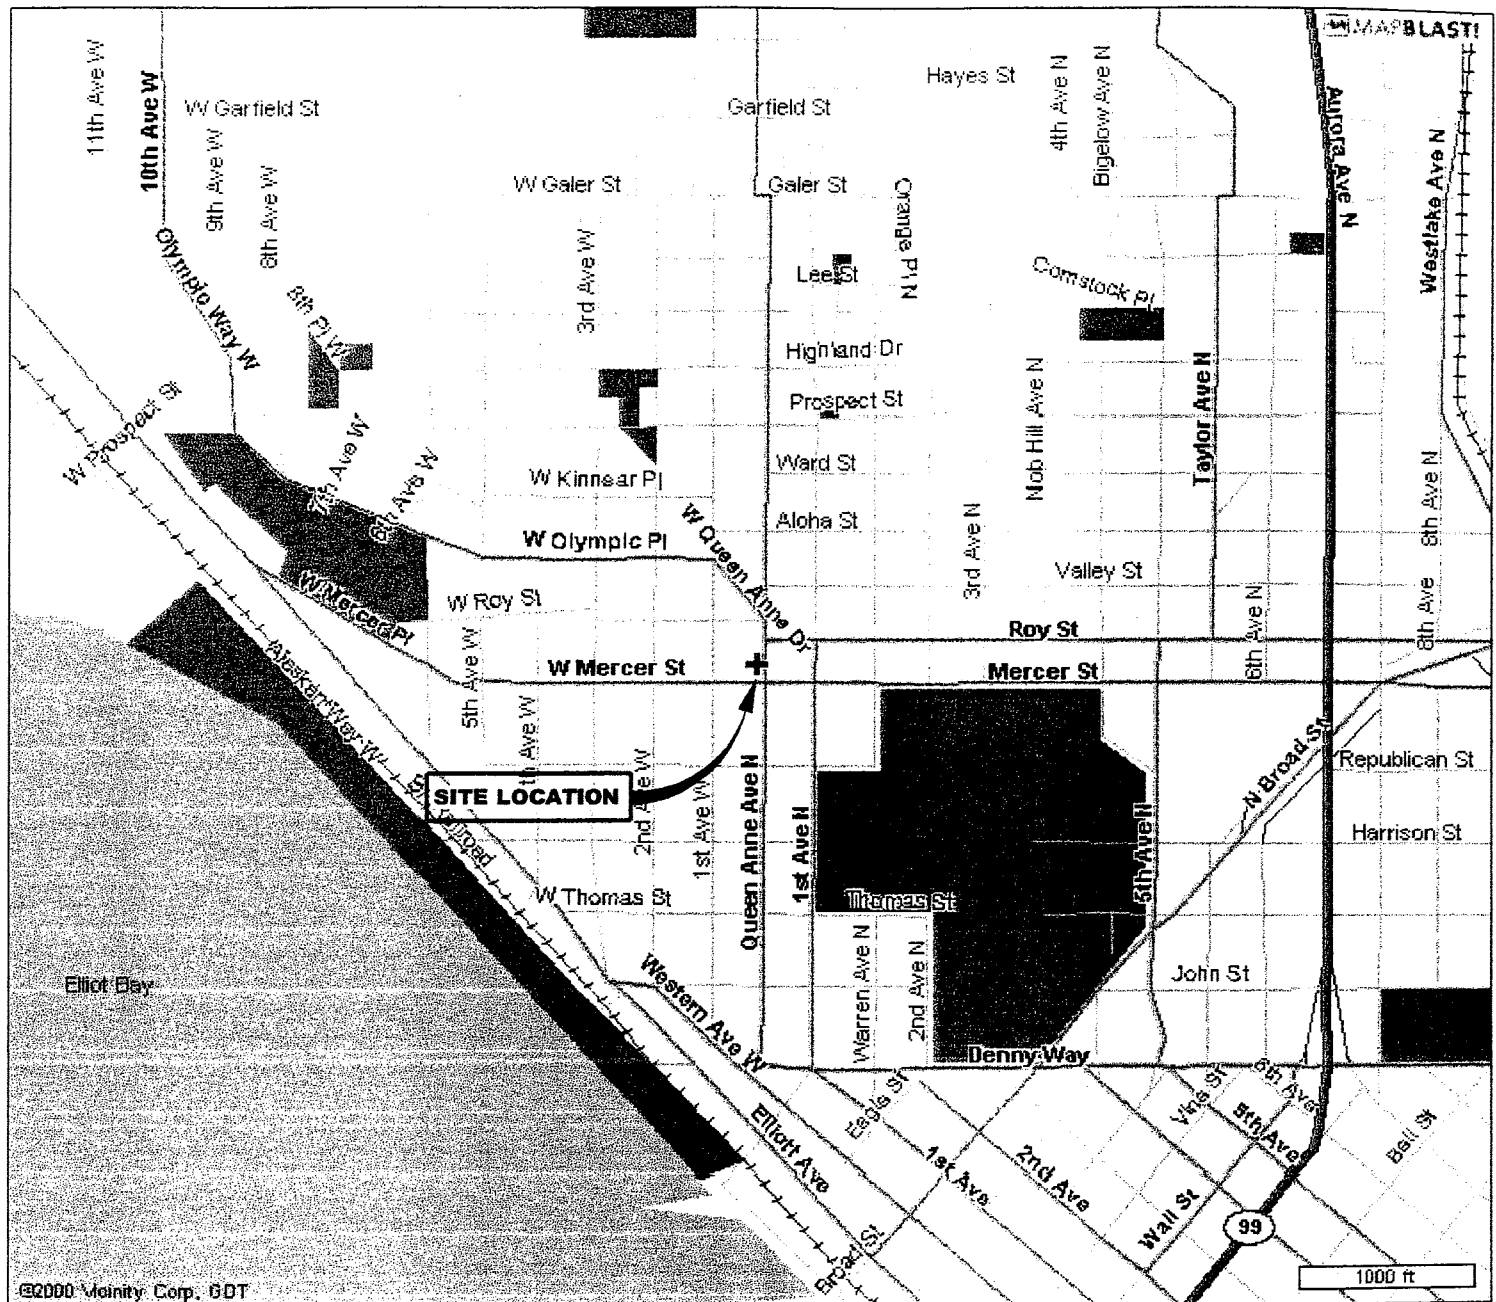 MAPBLAST!
Hayes St
11th Ave W
10th Ave W
W Garfield St
Garfield St
4th Ave N
Bigelow Ave N
Aurora Ave N
Westlake Ave N
9th Ave W
8th Ave W
W Galer St
Galer St
Orange Pl N
Olympic Way W
3rd Ave W
Lee St
Comstock Pl
8th Pl W
Highland Dr
W Prospect St
Prospect St
Nob Hill Ave N
Taylor Ave N
7th Ave W
6th Ave W
W Kinnear Pl
Ward St
8th Ave N
W Olympic Pl
W Queen Anne Dr
Aloha St
3rd Ave N
Valley St
W Mercer Pl
W Roy St
Roy St
6th Ave N
8th Ave
8th Ave N
Alaskan Way W
5th Ave W
W Mercer St
Mercer St
th Ave W
2nd Ave W
1st Ave W
Queen Anne Ave N
1st Ave N
5th Ave N
N Broad St
Republican St
SITE LOCATION
Harrison St
W Thomas St
Thomas St
Elliot Bay
Western Ave W
Warren Ave N
2nd Ave N
John St
Denny Way
Elliott Ave
Eagle St
1st Ave
2nd Ave
Vine St
6th Ave
5th Ave
Bell St
Wall St
Broad St
99
1000 ft
©2000 Vicinity Corp, GDT